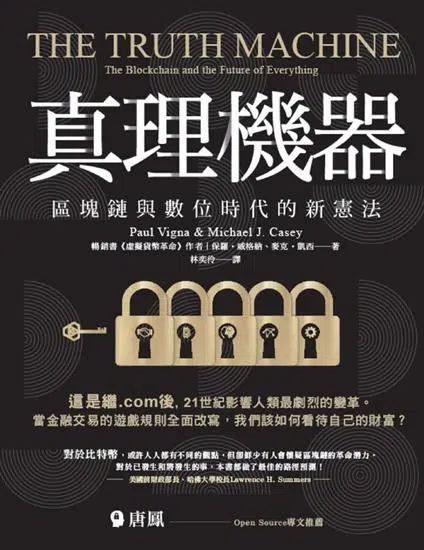 THE TRUTH MACHINE
The Blockchain and the Future of Everything
真理機器
區塊鏈與數位時代的新憲法
Paul Vigna & Michael J. Casey
暢銷書《虛擬貨幣革命》作者|保羅・威格納、麥克・凱西—著
林奕伶—譯
這是繼.com後, 21世紀影響人類最劇烈的變革。
當金融交易的遊戲規則全面改寫,我們該如何看待自己的財富?
對於比特幣,或許人人都有不同的觀點,但卻鮮少有人會懷疑區塊鏈的革命潛力。
對於已發生和將發生的事,本書都做了最佳的路徑預測!
—— 美國前財政部長、哈佛大學校長Lawrence H. Summers
唐鳳 —— Open Source專文推薦